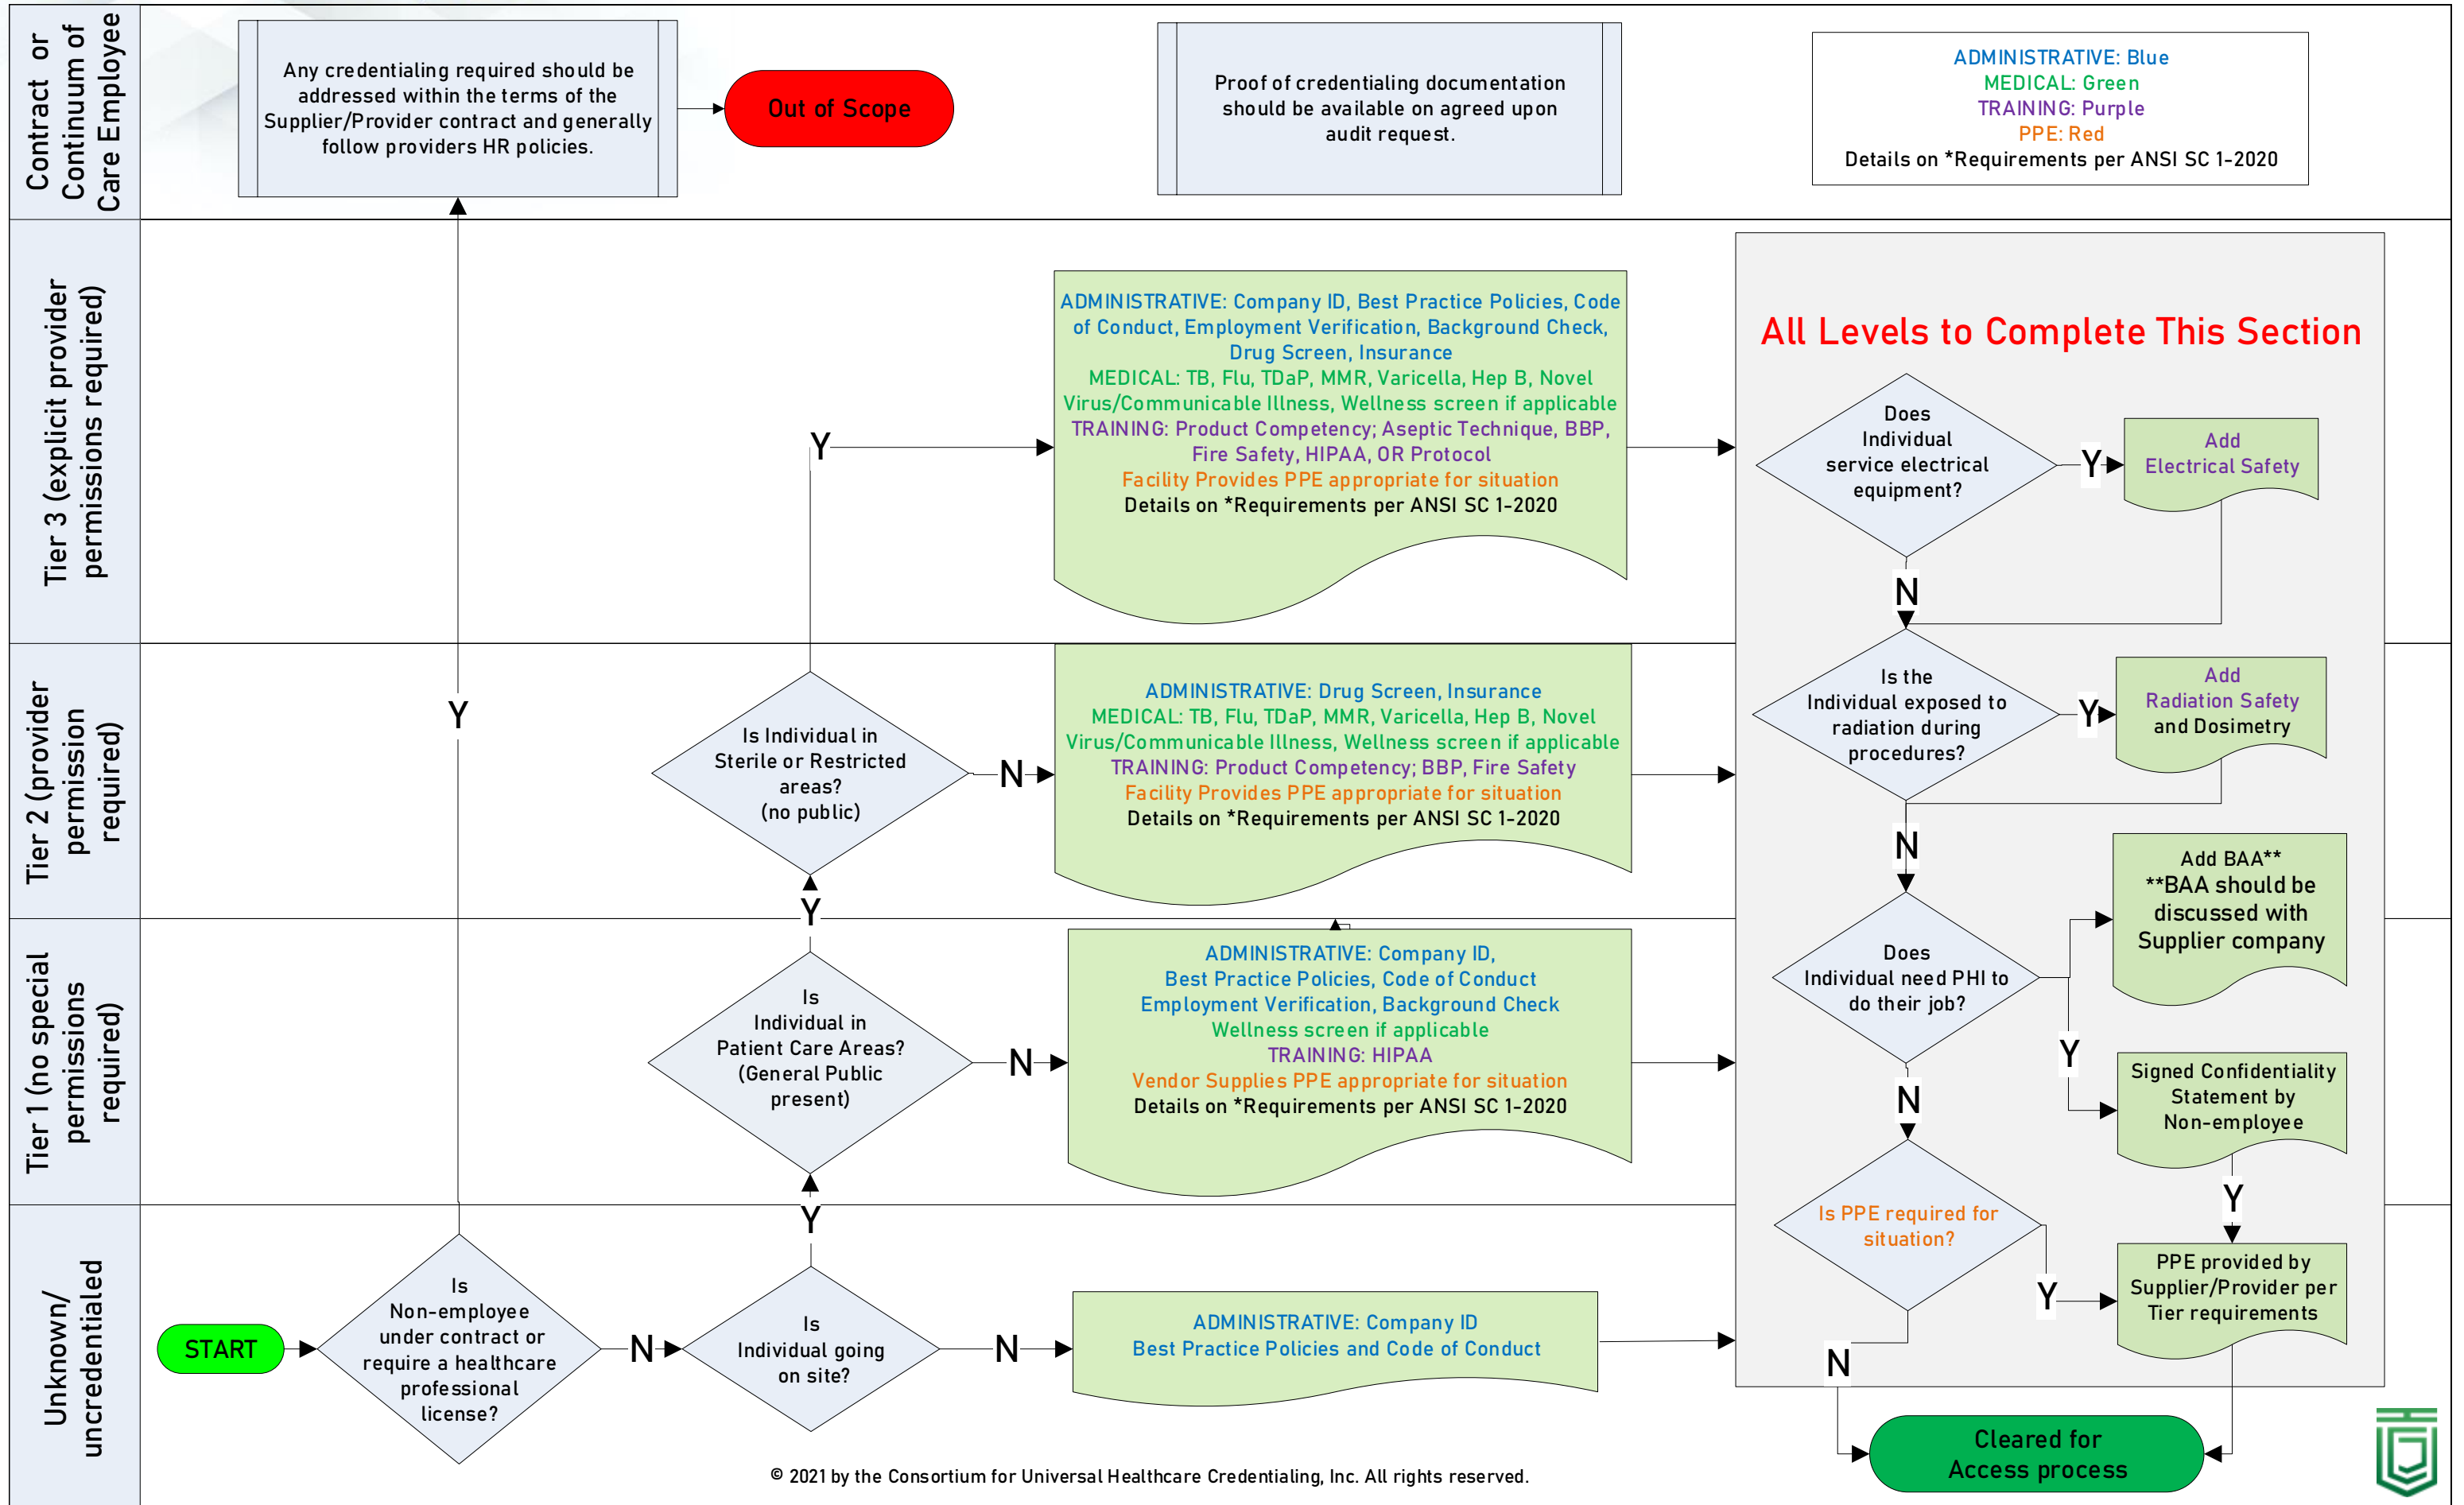 Contract or
Continuum of
Care Employee
Any credentialing required should be
addressed within the terms of the
Supplier/Provider contract and generally
follow providers HR policies.
Out of Scope
Proof of credentialing documentation
should be available on agreed upon
audit request.
ADMINISTRATIVE: Blue
MEDICAL: Green
TRAINING: Purple
PPE: Red
Details on *Requirements per ANSI SC 1-2020
Tier 3 (explicit provider
permissions required)
Y
ADMINISTRATIVE: Company ID, Best Practice Policies, Code
of Conduct, Employment Verification, Background Check,
Drug Screen, Insurance
MEDICAL: TB, Flu, TDaP, MMR, Varicella, Hep B, Novel
Virus/Communicable Illness, Wellness screen if applicable
TRAINING: Product Competency; Aseptic Technique, BBP,
Fire Safety, HIPAA, OR Protocol
Facility Provides PPE appropriate for situation
Details on *Requirements per ANSI SC 1-2020
All Levels to Complete This Section
Does
Individual
service electrical
equipment?
Y
Add
Electrical Safety
N
Tier 2 (provider
permission
required)
Y
Is Individual in
Sterile or Restricted
areas?
(no public)
N
ADMINISTRATIVE: Drug Screen, Insurance
MEDICAL: TB, Flu, TDaP, MMR, Varicella, Hep B, Novel
Virus/Communicable Illness, Wellness screen if applicable
TRAINING: Product Competency; BBP, Fire Safety
Facility Provides PPE appropriate for situation
Details on *Requirements per ANSI SC 1-2020
Is the
Individual exposed to
radiation during
procedures?
Y
Add
Radiation Safety
and Dosimetry
N
Y
Add BAA**
**BAA should be
discussed with
Supplier company
Tier 1 (no special
permissions
required)
Is
Individual in
Patient Care Areas?
(General Public
present)
N
ADMINISTRATIVE: Company ID,
Best Practice Policies, Code of Conduct
Employment Verification, Background Check
Wellness screen if applicable
TRAINING: HIPAA
Vendor Supplies PPE appropriate for situation
Details on *Requirements per ANSI SC 1-2020
Does
Individual need PHI to
do their job?
Y
Signed Confidentiality
Statement by
Non-employee
N
Y
Y
Unknown/
uncredentialed
START
Is
Non-employee
under contract or
require a healthcare
professional
license?
N
Is
Individual going
on site?
N
ADMINISTRATIVE: Company ID
Best Practice Policies and Code of Conduct
Is PPE required for
situation?
Y
PPE provided by
Supplier/Provider per
Tier requirements
N
Cleared for
Access process
© 2021 by the Consortium for Universal Healthcare Credentialing, Inc. All rights reserved.